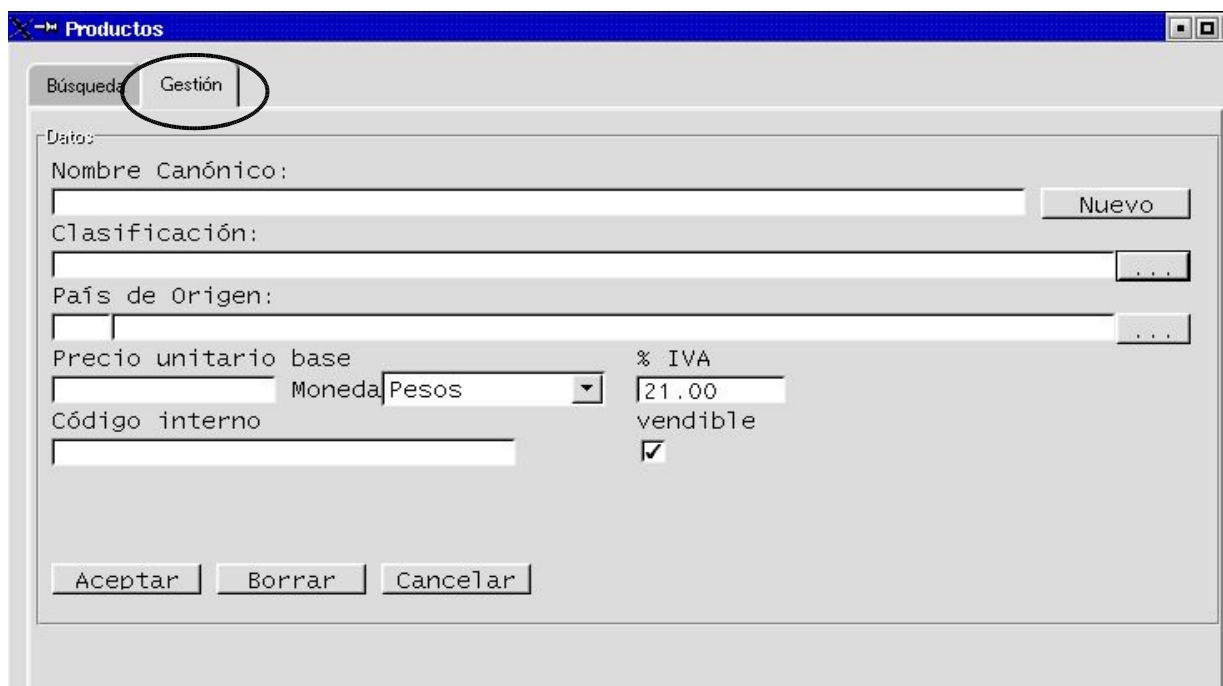 Productos
Búsqueda Gestión
Datos
Nombre Canónico:
Nuevo
Clasificación:
...
País de Origen:
...
Precio unitario base % IVA
Moneda Pesos 21.00
Código interno vendible
Aceptar Borrar Cancelar